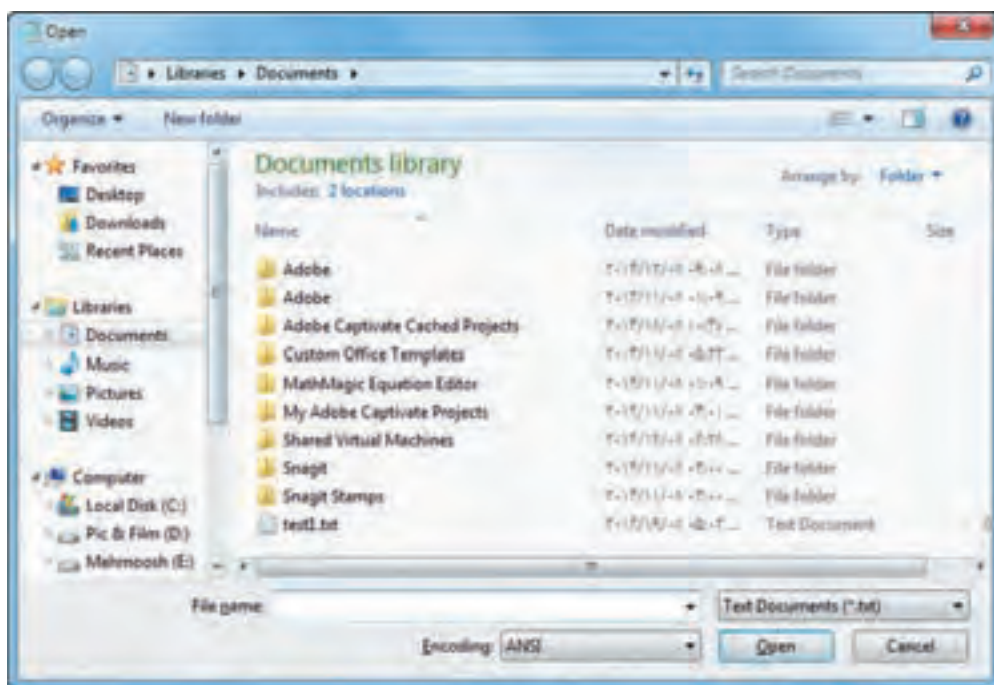 Open
Libraries ▸ Documents ▸
Search Documents
Organize New folder
Favorites
Desktop
Downloads
Recent Places
Libraries
Documents
Music
Pictures
Videos
Computer
Local Disk (C:)
Pic & Film (D:)
Mehrnoosh (E:)
Documents library
Includes: 2 locations
Arrange by: Folder
Name Date modified Type Size
Adobe File folder
Adobe File folder
Adobe Captivate Cached Projects File folder
Custom Office Templates File folder
MathMagic Equation Editor File folder
My Adobe Captivate Projects File folder
Shared Virtual Machines File folder
Snagit File folder
Snagit Stamps File folder
test1.txt Text Document
File name: Text Documents (*.txt)
Encoding: ANSI Open Cancel